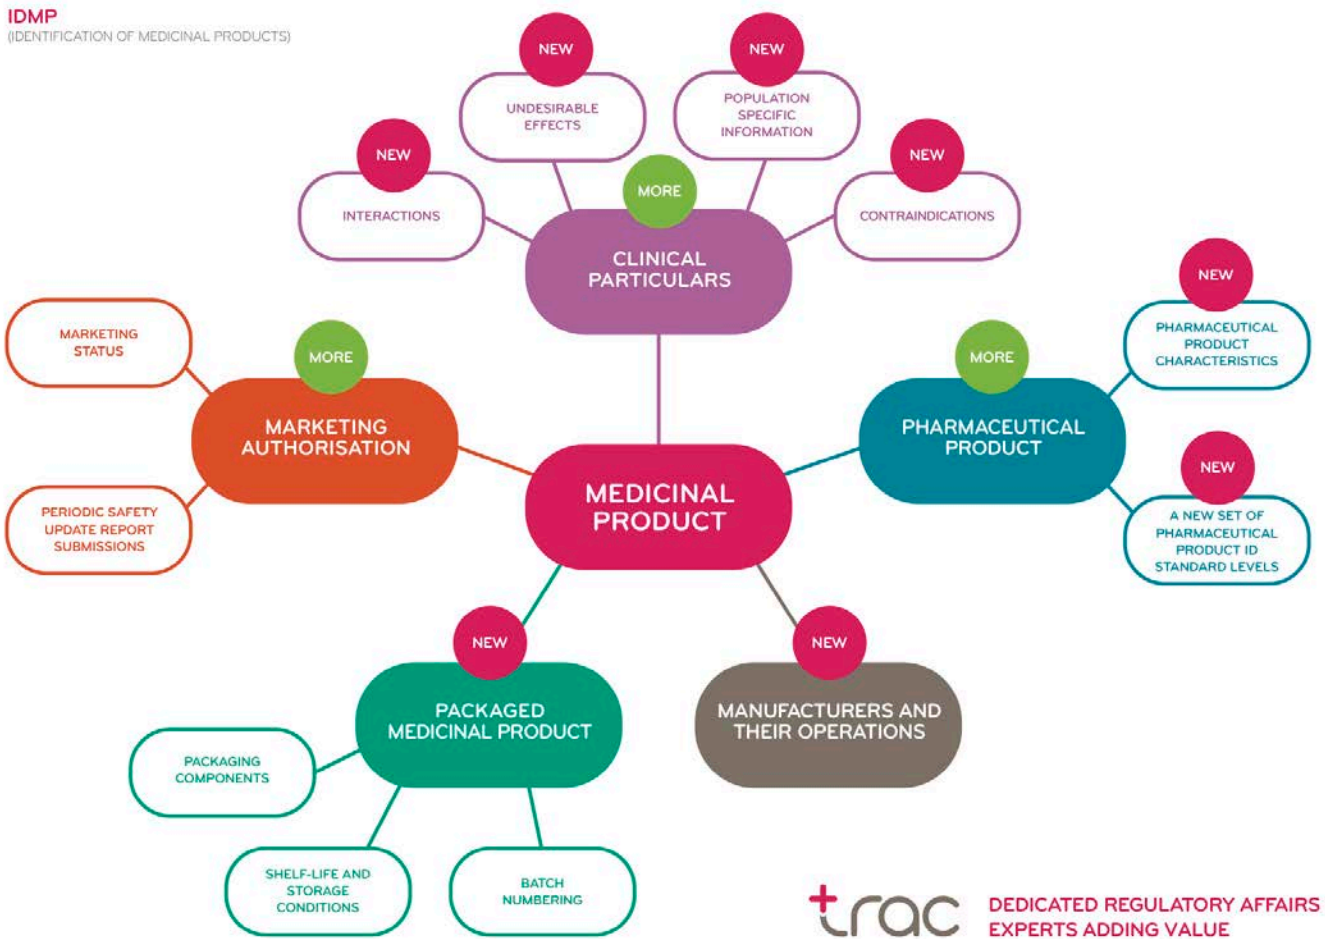 IDMP
(IDENTIFICATION OF MEDICINAL PRODUCTS)
NEW
UNDESIRABLE
EFFECTS
NEW
POPULATION
SPECIFIC
INFORMATION
NEW
INTERACTIONS
NEW
CONTRAINDICATIONS
MORE
CLINICAL
PARTICULARS
MARKETING
STATUS
MORE
MARKETING
AUTHORISATION
PERIODIC SAFETY
UPDATE REPORT
SUBMISSIONS
MORE
PHARMACEUTICAL
PRODUCT
NEW
PHARMACEUTICAL
PRODUCT
CHARACTERISTICS
NEW
A NEW SET OF
PHARMACEUTICAL
PRODUCT ID
STANDARD LEVELS
MEDICINAL
PRODUCT
NEW
PACKAGED
MEDICINAL PRODUCT
NEW
MANUFACTURERS AND
THEIR OPERATIONS
PACKAGING
COMPONENTS
SHELF-LIFE AND
STORAGE
CONDITIONS
BATCH
NUMBERING
trac
DEDICATED REGULATORY AFFAIRS
EXPERTS ADDING VALUE